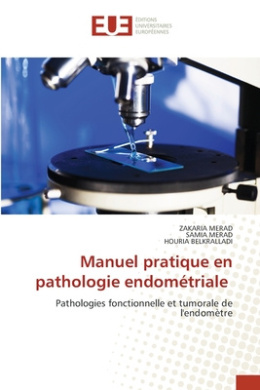 EUE
ÉDITIONS
UNIVERSITAIRES
EUROPÉENNES
ZAKARIA MERAD
SAMIA MERAD
HOURIA BELKRALLADI
Manuel pratique en
pathologie endométriale
Pathologies fonctionnelle et tumorale de
l'endomètre